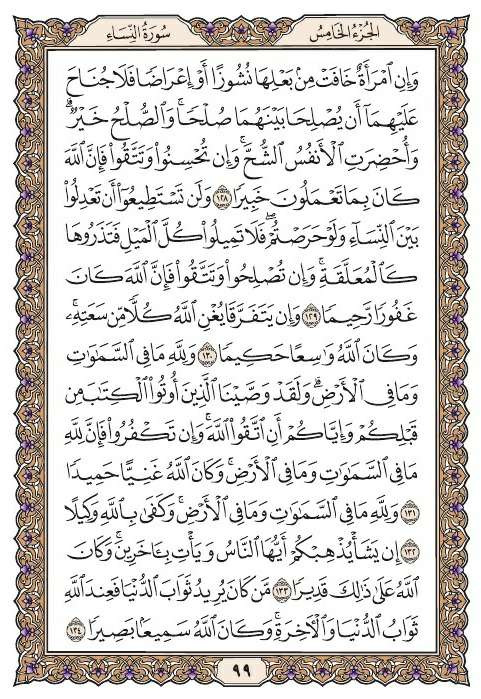 الجزء الخامس
سورة النساء
وَإِنِ ٱمْرَأَةٌ خَافَتْ مِنۢ بَعْلِهَا نُشُوزًا أَوْ إِعْرَاضًا فَلَا جُنَاحَ
عَلَيْهِمَآ أَن يُصْلِحَا بَيْنَهُمَا صُلْحًا ۚ وَٱلصُّلْحُ خَيْرٌ ۗ
وَأُحْضِرَتِ ٱلْأَنفُسُ ٱلشُّحَّ ۚ وَإِن تُحْسِنُوا۟ وَتَتَّقُوا۟ فَإِنَّ ٱللَّهَ
كَانَ بِمَا تَعْمَلُونَ خَبِيرًا ١٢٨ وَلَن تَسْتَطِيعُوٓا۟ أَن تَعْدِلُوا۟
بَيْنَ ٱلنِّسَآءِ وَلَوْ حَرَصْتُمْ ۖ فَلَا تَمِيلُوا۟ كُلَّ ٱلْمَيْلِ فَتَذَرُوهَا
كَٱلْمُعَلَّقَةِ ۚ وَإِن تُصْلِحُوا۟ وَتَتَّقُوا۟ فَإِنَّ ٱللَّهَ كَانَ
غَفُورًا رَّحِيمًا ١٢٩ وَإِن يَتَفَرَّقَا يُغْنِ ٱللَّهُ كُلًّا مِّن سَعَتِهِۦ ۚ
وَكَانَ ٱللَّهُ وَٰسِعًا حَكِيمًا ١٣٠ وَلِلَّهِ مَا فِى ٱلسَّمَٰوَٰتِ
وَمَا فِى ٱلْأَرْضِ ۗ وَلَقَدْ وَصَّيْنَا ٱلَّذِينَ أُوتُوا۟ ٱلْكِتَٰبَ مِن
قَبْلِكُمْ وَإِيَّاكُمْ أَنِ ٱتَّقُوا۟ ٱللَّهَ ۚ وَإِن تَكْفُرُوا۟ فَإِنَّ لِلَّهِ
مَا فِى ٱلسَّمَٰوَٰتِ وَمَا فِى ٱلْأَرْضِ ۚ وَكَانَ ٱللَّهُ غَنِيًّا حَمِيدًا
١٣١ وَلِلَّهِ مَا فِى ٱلسَّمَٰوَٰتِ وَمَا فِى ٱلْأَرْضِ ۚ وَكَفَىٰ بِٱللَّهِ وَكِيلًا
١٣٢ إِن يَشَأْ يُذْهِبْكُمْ أَيُّهَا ٱلنَّاسُ وَيَأْتِ بِـَٔاخَرِينَ ۚ وَكَانَ
ٱللَّهُ عَلَىٰ ذَٰلِكَ قَدِيرًا ١٣٣ مَّن كَانَ يُرِيدُ ثَوَابَ ٱلدُّنْيَا فَعِندَ ٱللَّهِ
ثَوَابُ ٱلدُّنْيَا وَٱلْـَٔاخِرَةِ ۚ وَكَانَ ٱللَّهُ سَمِيعًۢا بَصِيرًا ١٣٤
٩٩